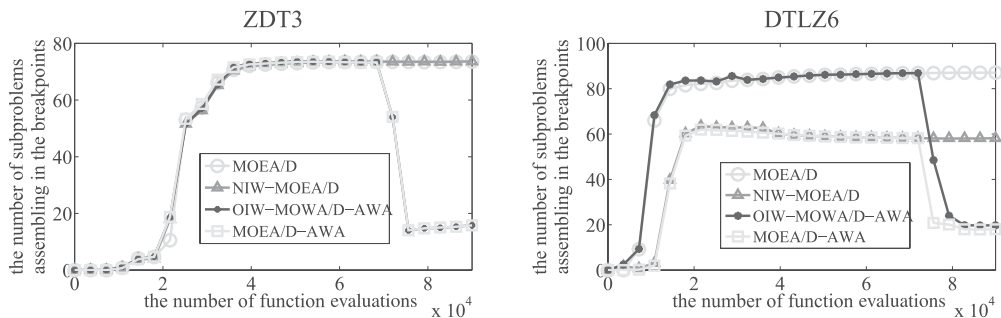 ZDT3
the number of subproblems
assembling in the breakpoints
80
60
40
20
0
MOEA/D
NIW−MOEA/D
OIW−MOWA/D−AWA
MOEA/D−AWA
0 2 4 6 8
x 10^4
the number of function evaluations
DTLZ6
the number of subproblems
assembling in the breakpoints
100
80
60
40
20
0
MOEA/D
NIW−MOEA/D
OIW−MOWA/D−AWA
MOEA/D−AWA
0 2 4 6 8
x 10^4
the number of function evaluations